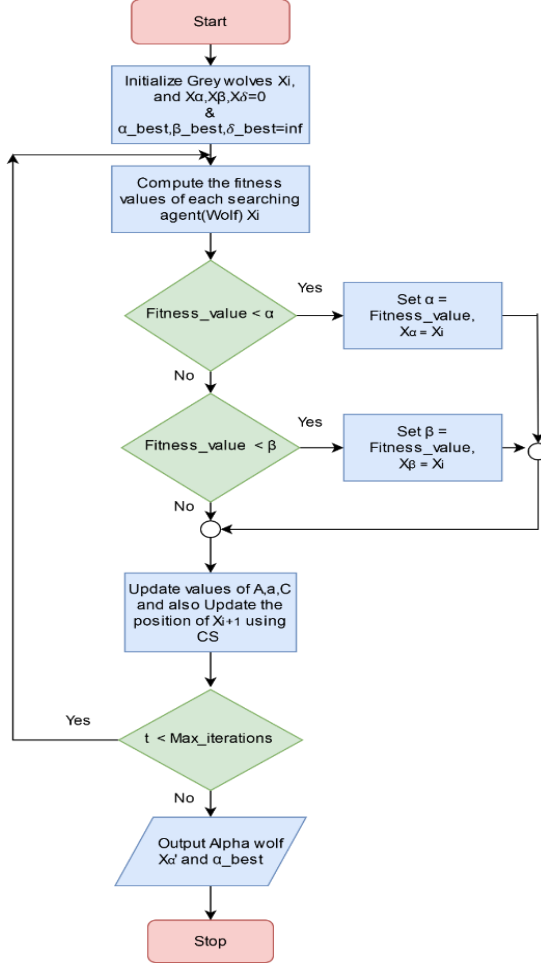 Start
Initialize Grey wolves Xi,
and Xα,Xβ,Xδ=0
&
α_best,β_best,δ_best=inf
Compute the fitness
values of each searching
agent(Wolf) Xi
Fitness_value < α
Yes
Set α =
Fitness_value,
Xα = Xi
No
Fitness_value < β
Yes
Set β =
Fitness_value,
Xβ = Xi
No
Update values of A,a,C
and also Update the
position of Xi+1 using
CS
Yes
t < Max_iterations
No
Output Alpha wolf
Xα' and α_best
Stop